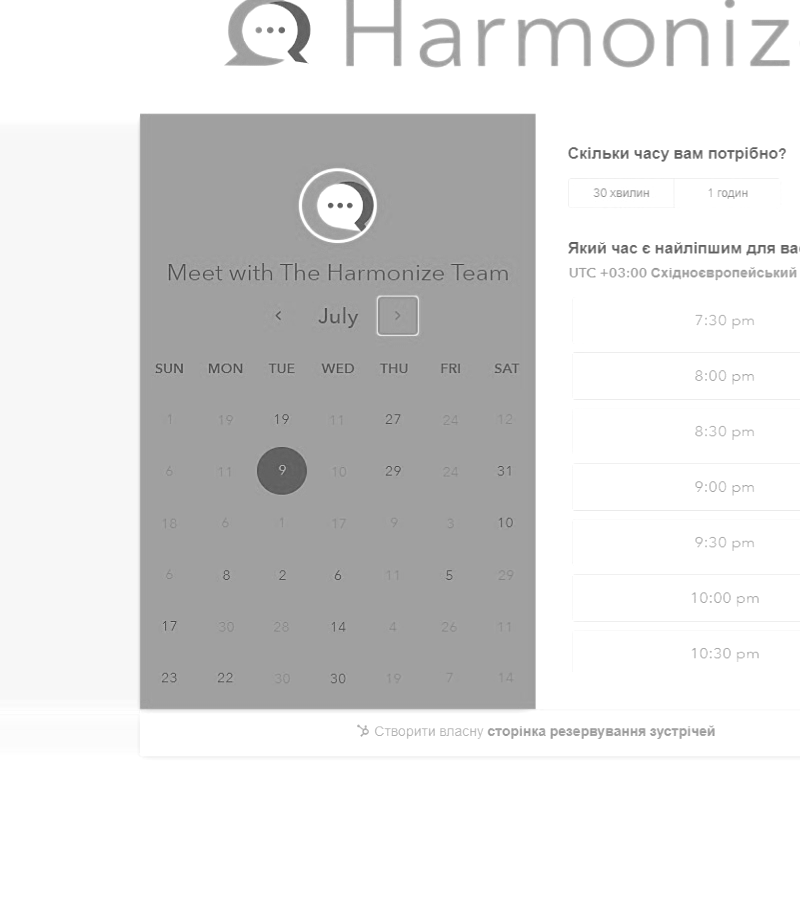 Harmoniz
Meet with The Harmonize Team
July
SUN MON TUE WED THU FRI SAT
1 19 19 11 27 24 12
6 11 9 10 29 24 31
18 6 1 17 9 3 10
6 8 2 6 11 5 29
17 30 28 14 4 26 11
23 22 30 30 19 7 14
Скільки часу вам потрібно?
30 хвилин 1 годин
Який час є найліпшим для ва
UTC +03:00 Східноєвропейський
7:30 pm
8:00 pm
8:30 pm
9:00 pm
9:30 pm
10:00 pm
10:30 pm
Створити власну сторінка резервування зустрічей